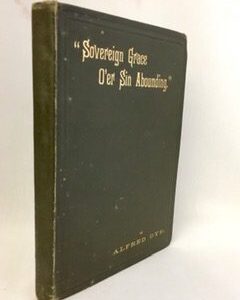 "Sovereign Grace
O'er Sin Abounding."
ALFRED DYE.